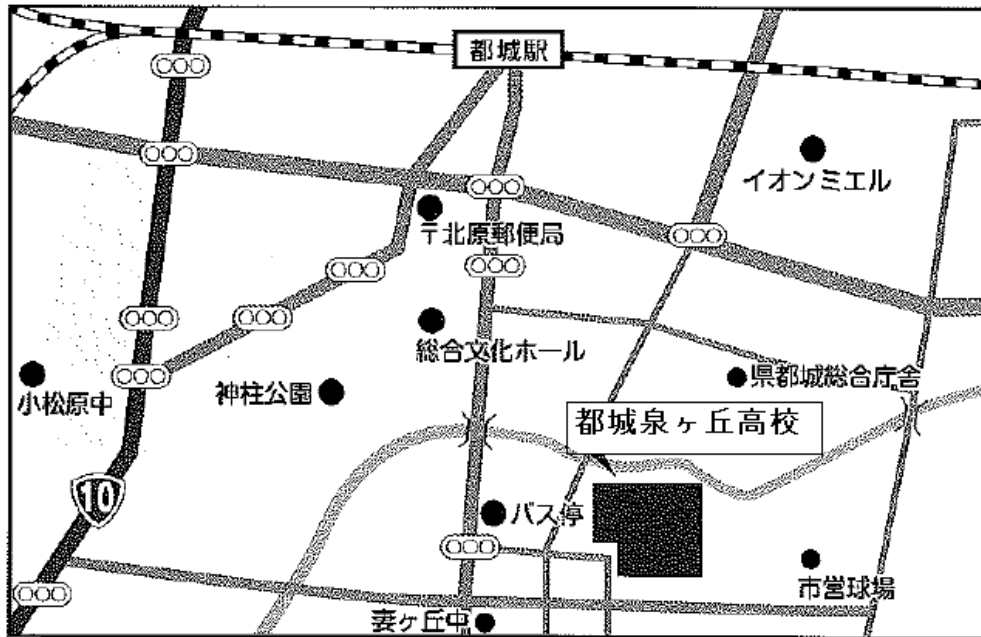 都城駅
イオンミエル
〒北原郵便局
総合文化ホール
県都城総合庁舎
小松原中
神柱公園
都城泉ヶ丘高校
10
バス停
市営球場
妻ケ丘中